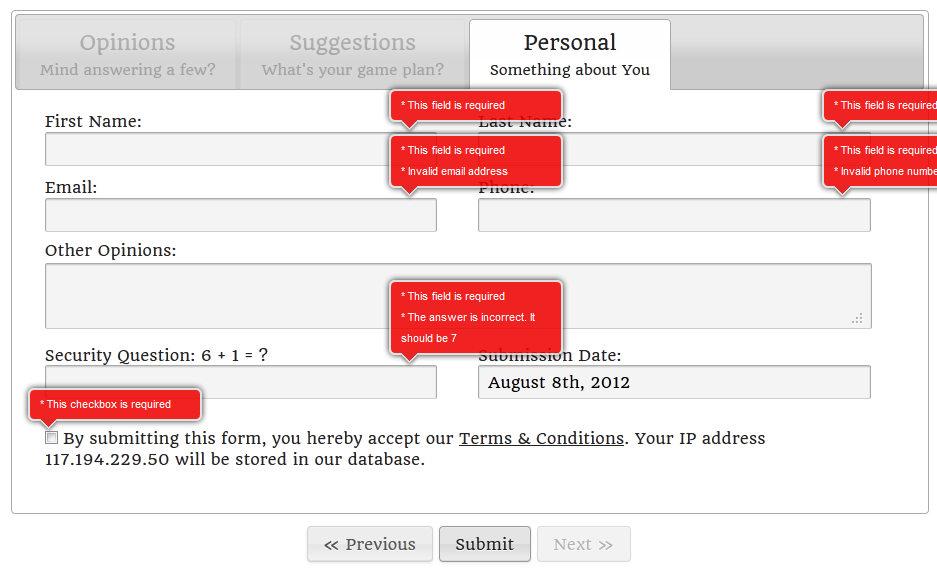 Opinions
Mind answering a few?
Suggestions
What's your game plan?
Personal
Something about You
* This field is required
* This field is required
First Name:
Last Name:
* This field is required
* Invalid email address
* This field is required
* Invalid phone numbe
Email:
Phone:
Other Opinions:
* This field is required
* The answer is incorrect. It
should be 7
Security Question: 6 + 1 = ?
Submission Date:
August 8th, 2012
* This checkbox is required
By submitting this form, you hereby accept our Terms & Conditions. Your IP address
117.194.229.50 will be stored in our database.
« Previous
Submit
Next »